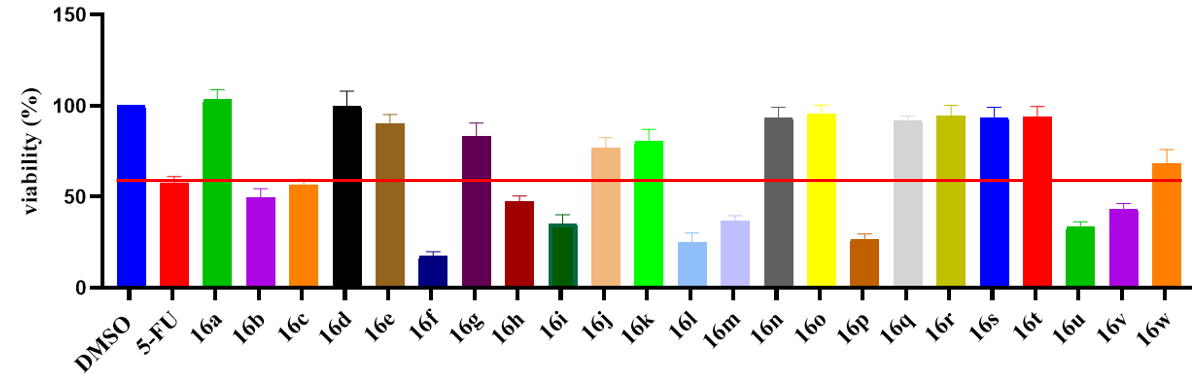 150
100
50
0
viability (%)
DMSO
5-FU
16a
16b
16c
16d
16e
16f
16g
16h
16i
16j
16k
16l
16m
16n
16o
16p
16q
16r
16s
16t
16u
16v
16w